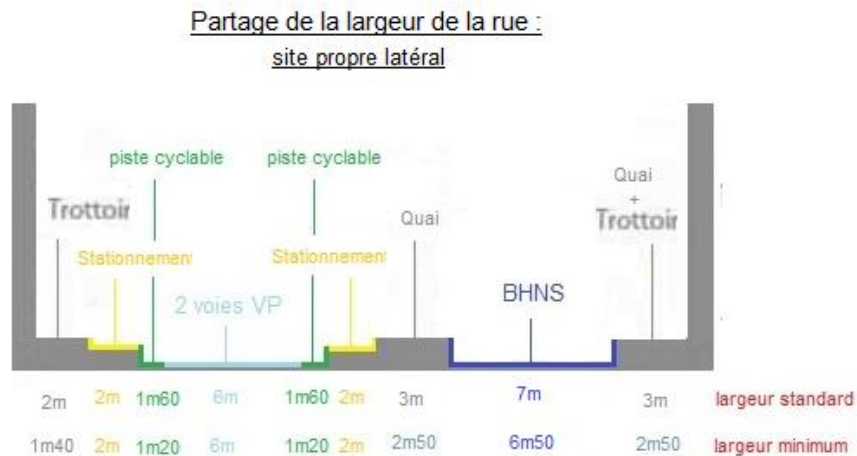 Partage de la largeur de la rue :
site propre latéral
piste cyclable piste cyclable
Quai
+
Trottoir
Trottoir
Quai
Stationnement Stationnement
2 voies VP
BHNS
2m 2m 1m60 6m 1m60 2m 3m 7m 3m largeur standard
1m40 2m 1m20 6m 1m20 2m 2m50 6m50 2m50 largeur minimum